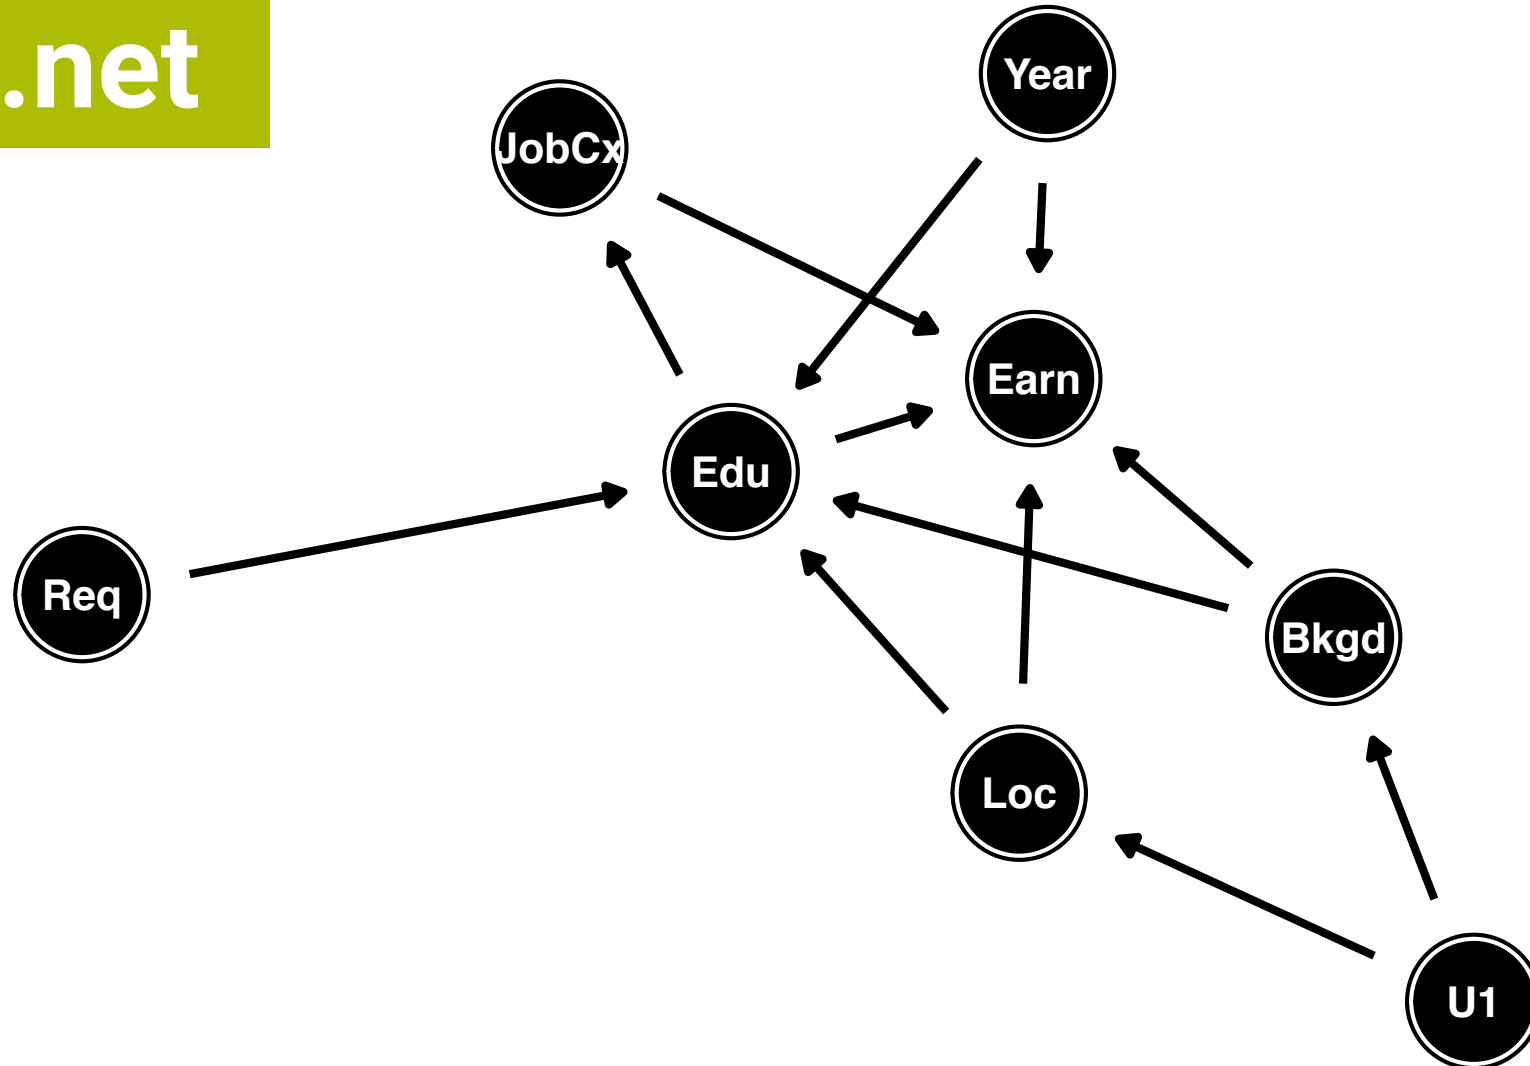 .net
Year
JobCx
Earn
Edu
Req
Bkgd
Loc
U1